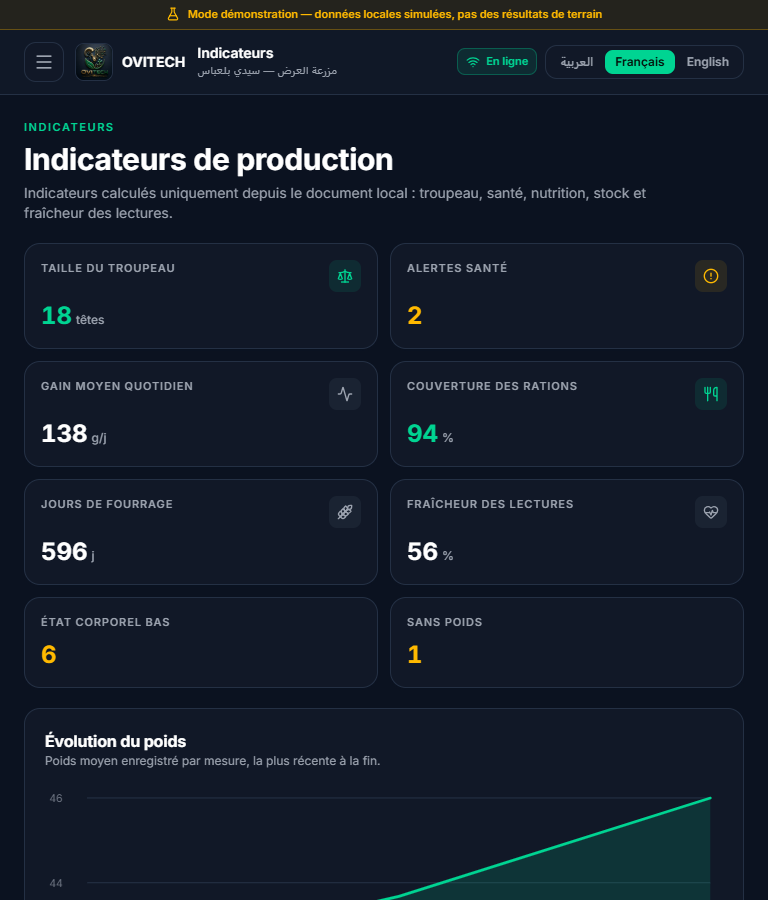 Mode démonstration — données locales simulées, pas des résultats de terrain
OVITECH
Indicateurs
مزرعة العرض — سيدي بلعباس
En ligne
العربية
Français
English
INDICATEURS
Indicateurs de production
Indicateurs calculés uniquement depuis le document local : troupeau, santé, nutrition, stock et
fraîcheur des lectures.
TAILLE DU TROUPEAU
18 têtes
ALERTES SANTÉ
2
GAIN MOYEN QUOTIDIEN
138 g/j
COUVERTURE DES RATIONS
94 %
JOURS DE FOURRAGE
596 j
FRAÎCHEUR DES LECTURES
56 %
ÉTAT CORPOREL BAS
6
SANS POIDS
1
Évolution du poids
Poids moyen enregistré par mesure, la plus récente à la fin.
46
44